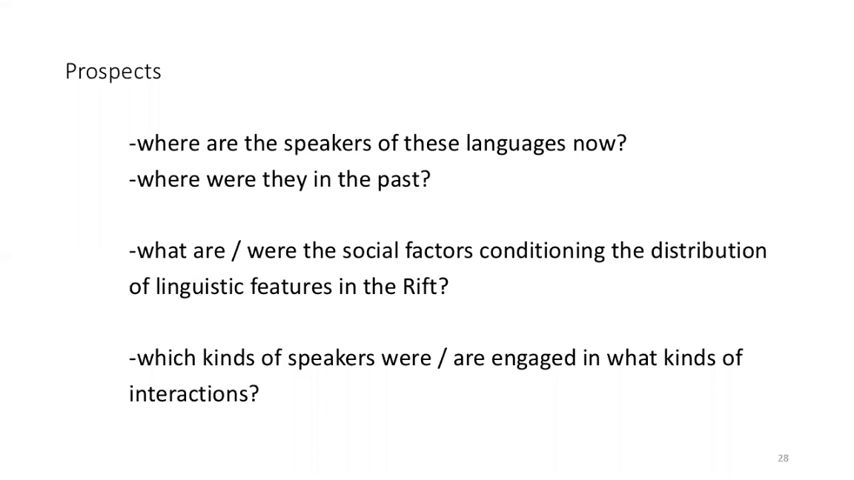 Prospects
-where are the speakers of these languages now?
-where were they in the past?
-what are / were the social factors conditioning the distribution
of linguistic features in the Rift?
-which kinds of speakers were / are engaged in what kinds of
interactions?
28